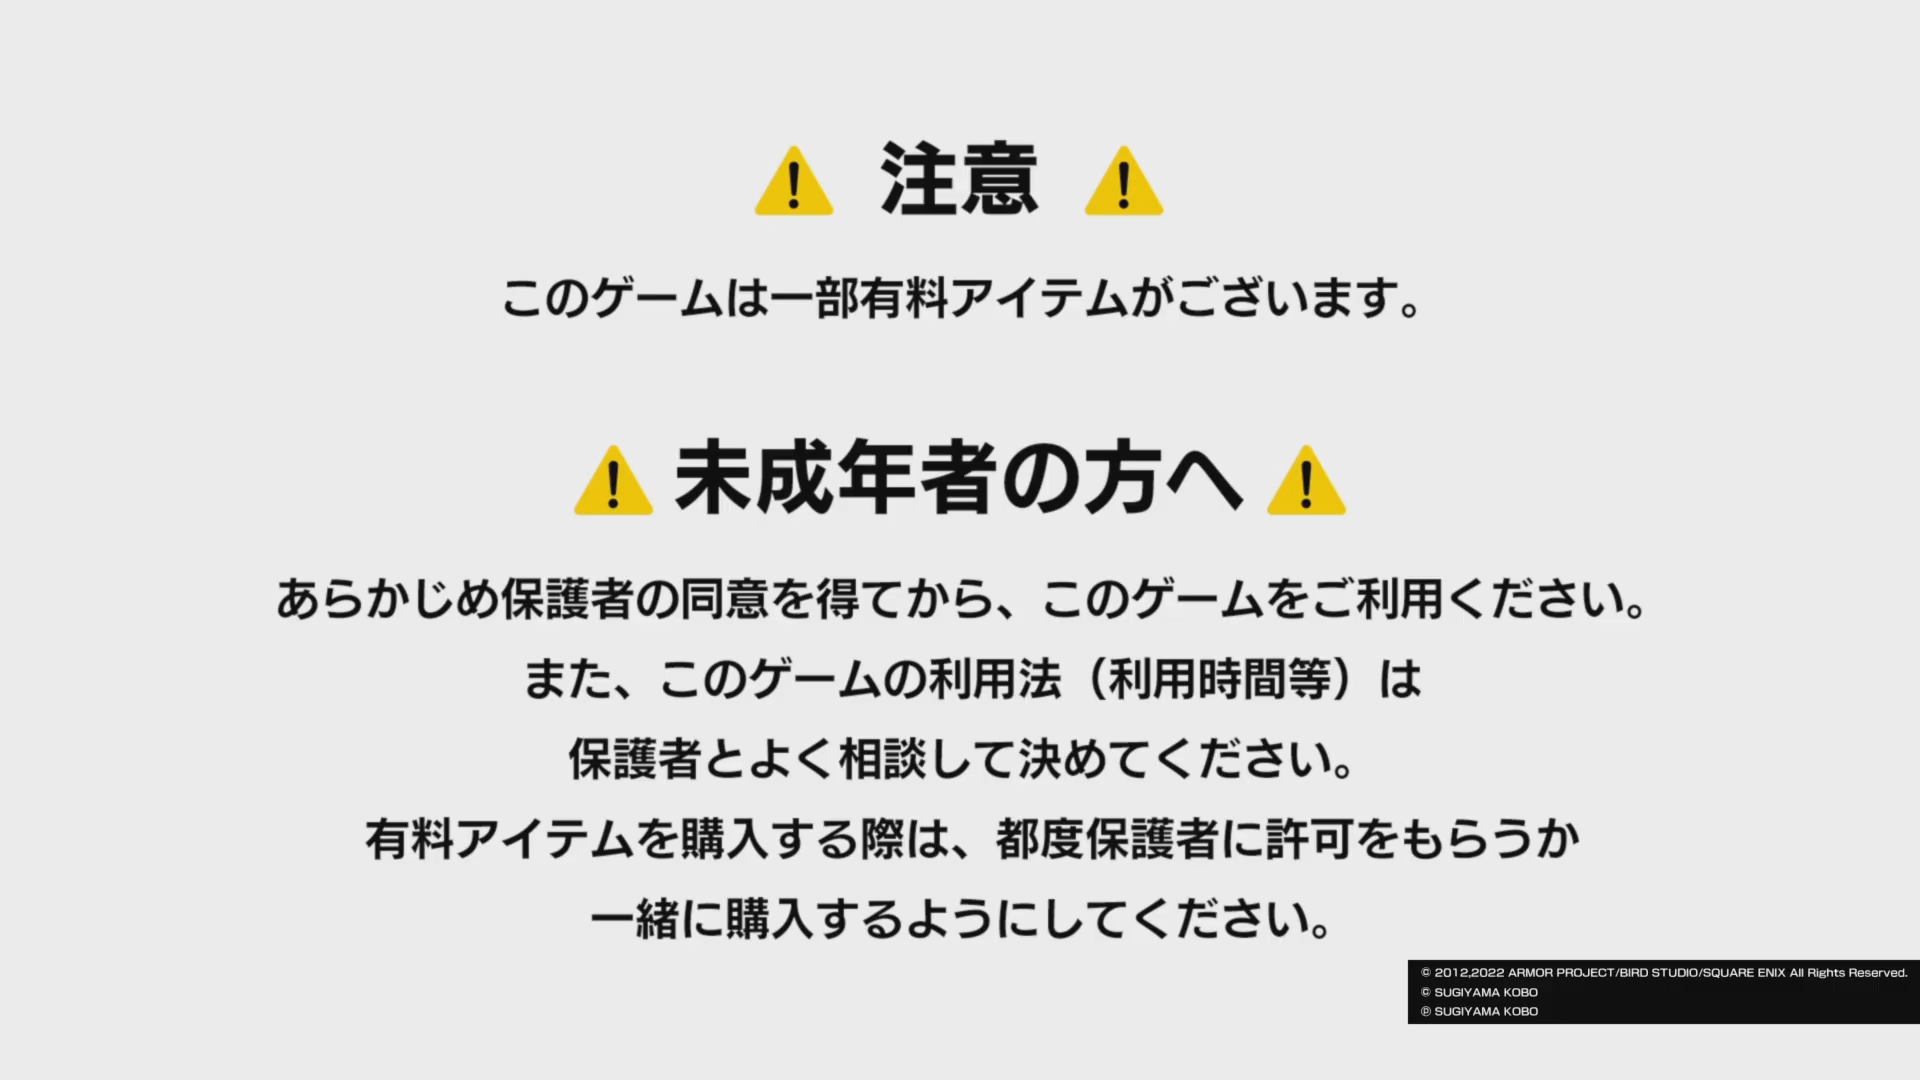 注意
このゲームは一部有料アイテムがございます。
未成年者の方へ
あらかじめ保護者の同意を得てから、このゲームをご利用ください。
また、このゲームの利用法（利用時間等）は
保護者とよく相談して決めてください。
有料アイテムを購入する際は、都度保護者に許可をもらうか
一緒に購入するようにしてください。
© 2012,2022 ARMOR PROJECT/BIRD STUDIO/SQUARE ENIX All Rights Reserved.
© SUGIYAMA KOBO
℗ SUGIYAMA KOBO